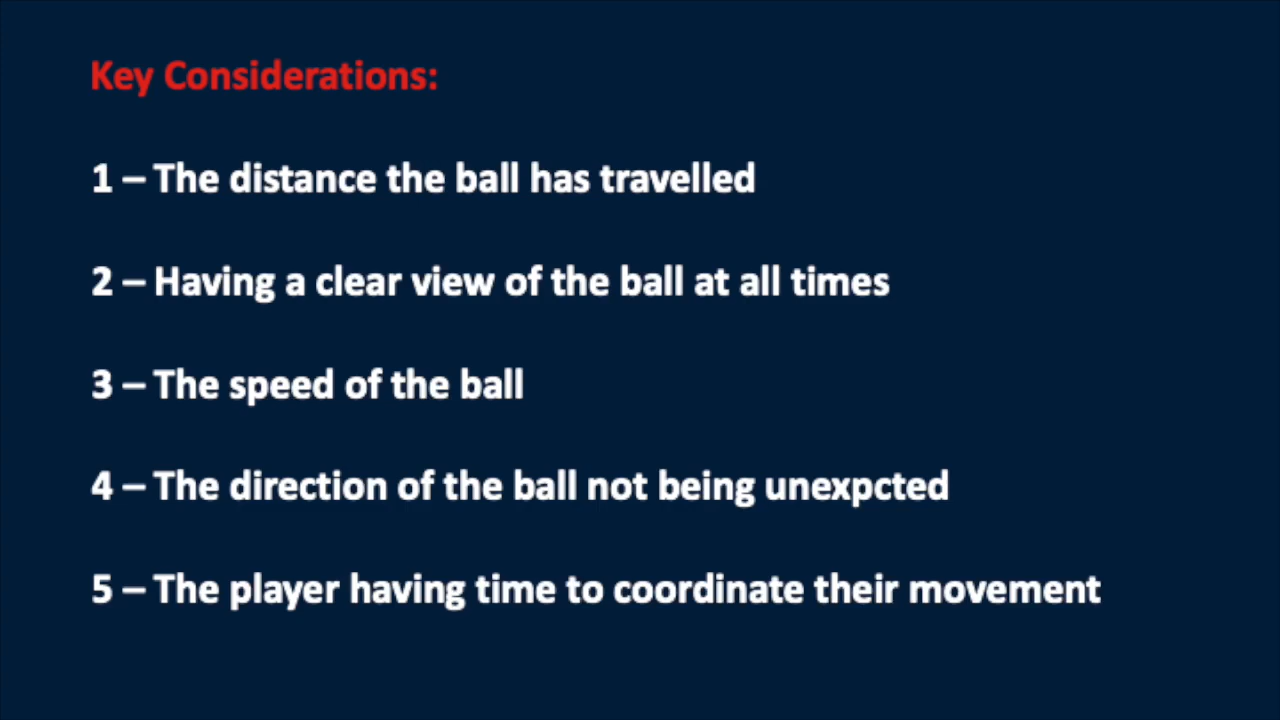 Key Considerations:
1 – The distance the ball has travelled
2 – Having a clear view of the ball at all times
3 – The speed of the ball
4 – The direction of the ball not being unexpcted
5 – The player having time to coordinate their movement